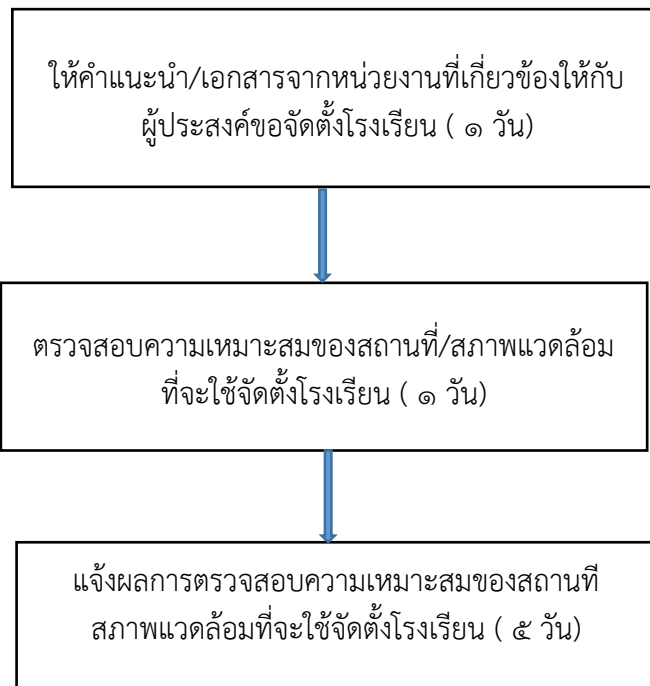 ให้คำแนะนำ/เอกสารจากหน่วยงานที่เกี่ยวข้องให้กับ
ผู้ประสงค์ขอจัดตั้งโรงเรียน ( ๑ วัน)
ตรวจสอบความเหมาะสมของสถานที่/สภาพแวดล้อม
ที่จะใช้จัดตั้งโรงเรียน ( ๑ วัน)
แจ้งผลการตรวจสอบความเหมาะสมของสถานที
สภาพแวดล้อมที่จะใช้จัดตั้งโรงเรียน ( ๕ วัน)